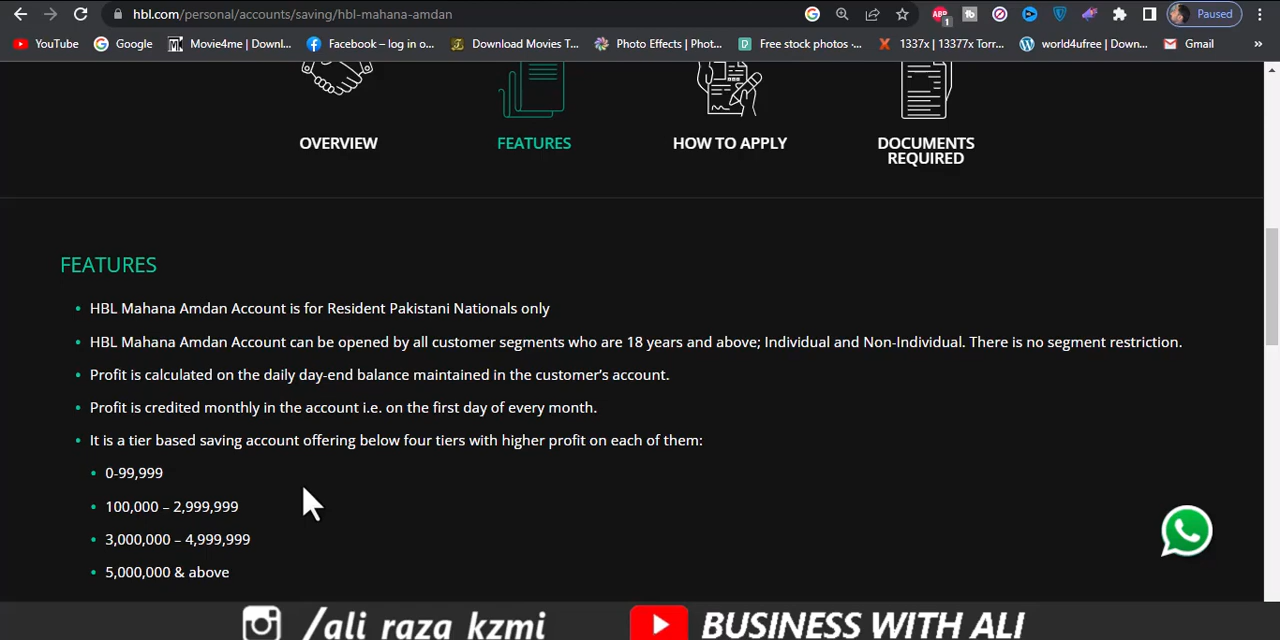 hbl.com/personal/accounts/saving/hbl-mahana-amdan
Paused
YouTube
Google
Movie4me | Downl...
Facebook – log in o...
Download Movies T...
Photo Effects | Phot...
Free stock photos -...
1337x | 13377x Torr...
world4ufree | Down...
Gmail
»
OVERVIEW
FEATURES
HOW TO APPLY
DOCUMENTS
REQUIRED
FEATURES
HBL Mahana Amdan Account is for Resident Pakistani Nationals only
HBL Mahana Amdan Account can be opened by all customer segments who are 18 years and above; Individual and Non-Individual. There is no segment restriction.
Profit is calculated on the daily day-end balance maintained in the customer’s account.
Profit is credited monthly in the account i.e. on the first day of every month.
It is a tier based saving account offering below four tiers with higher profit on each of them:
0-99,999
100,000 – 2,999,999
3,000,000 – 4,999,999
5,000,000 & above
/ali raza kzmi
BUSINESS WITH ALI